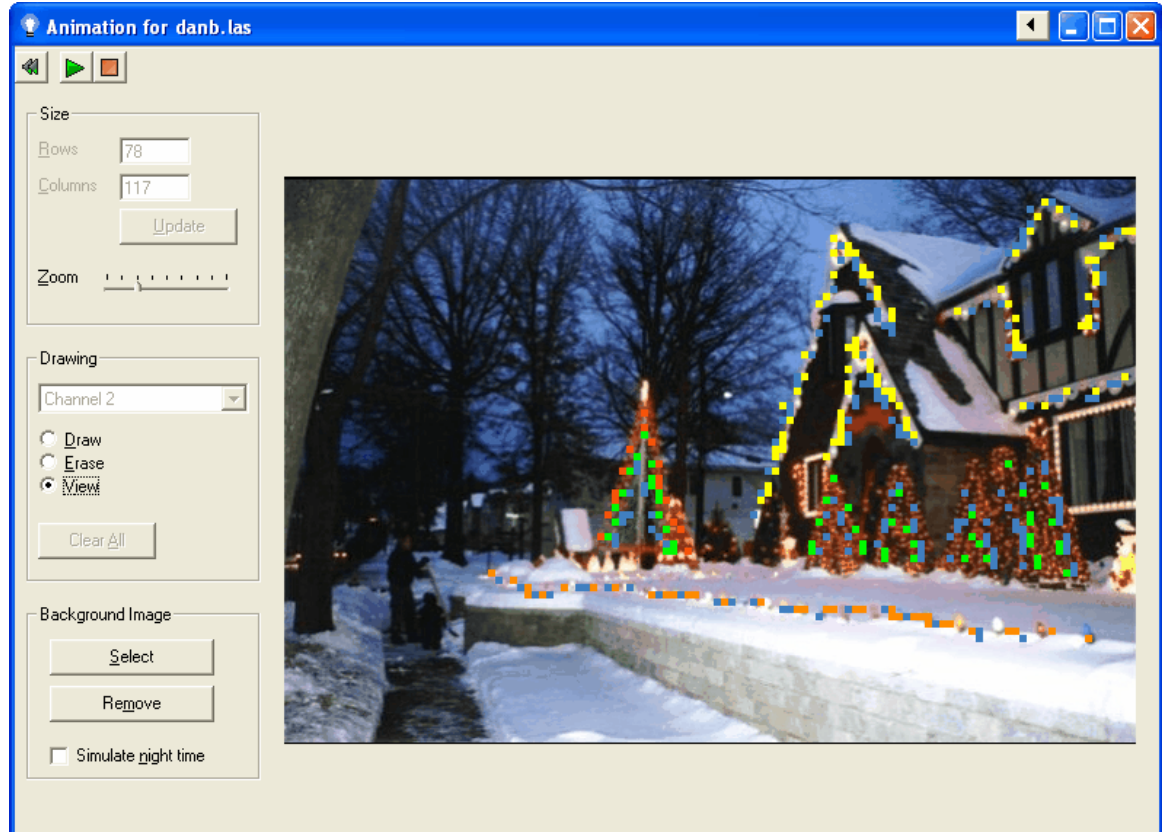 Animation for danb.las
Size
Rows 78
Columns 117
Update
Zoom
Drawing
Channel 2
Draw
Erase
View
Clear All
Background Image
Select
Remove
Simulate night time